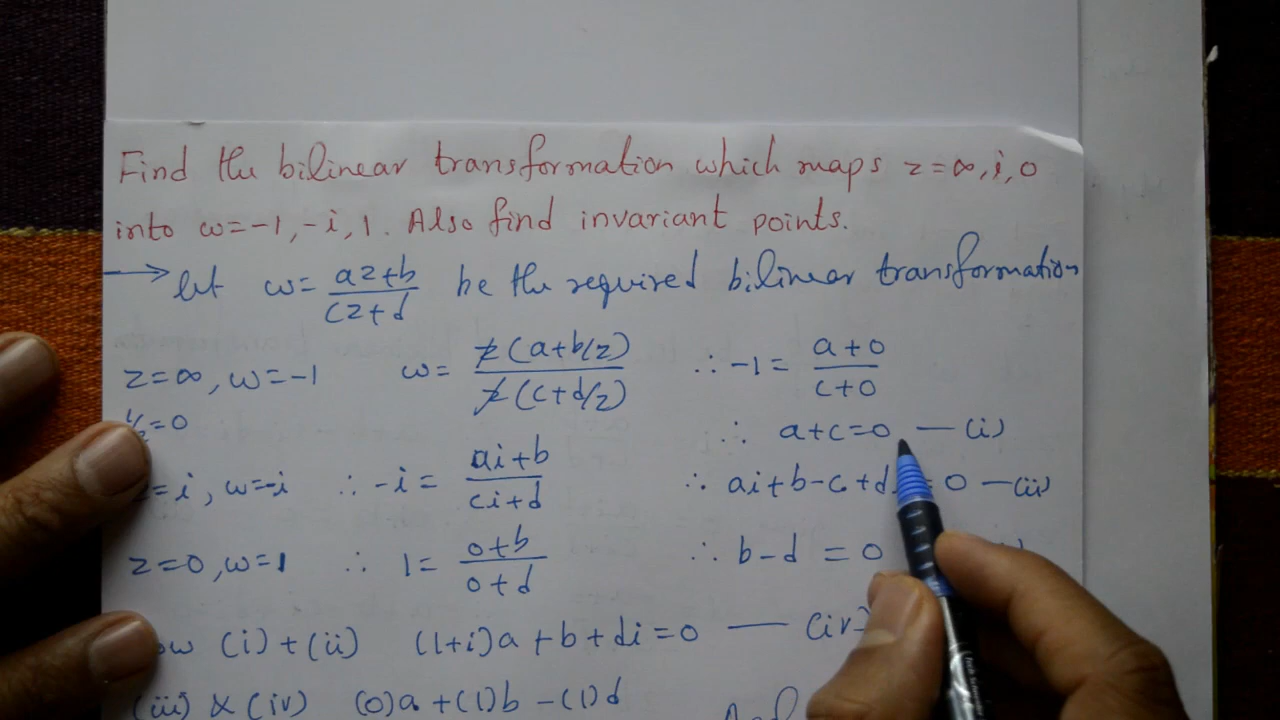 Find the bilinear transformation which maps z=∞,i,0
into w=-1,-i,1. Also find invariant points.
→ let w= az+b/cz+d be the required bilinear transformation
z=∞, w=-1 w= z(a+b/z)/z(c+d/z) ∴ -1= a+0/c+0
1/z=0 ∴ a+c=0 — (i)
=i, w=-i ∴ -i= ai+b/ci+d ∴ ai+b-c+d =0 — (ii)
z=0, w=1 ∴ 1= 0+b/0+d ∴ b-d =0
ow (i)+(ii) (1+i)a+b+di=0 — (iv)
(iii) & (iv) (0)a+(1)b-(1)d